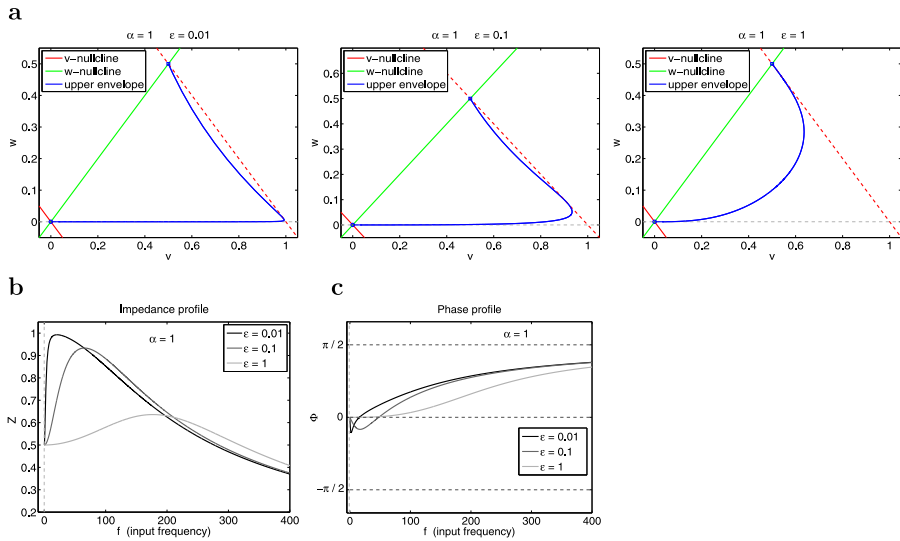 a
α = 1 ε = 0.01
v−nullcline
w−nullcline
upper envelope
0.5
0.4
0.3
0.2
0.1
0
w
0 0.2 0.4 0.6 0.8 1
v
α = 1 ε = 0.1
v−nullcline
w−nullcline
upper envelope
0.6
0.5
0.4
0.3
0.2
0.1
0
w
0 0.2 0.4 0.6 0.8 1
v
α = 1 ε = 1
v−nullcline
w−nullcline
upper envelope
0.5
0.4
0.3
0.2
0.1
0
w
0 0.2 0.4 0.6 0.8 1
v
b
Impedance profile
α = 1
ε = 0.01
ε = 0.1
ε = 1
1
0.9
0.8
0.7
0.6
0.5
0.4
0.3
0.2
Z
0 100 200 300 400
f (input frequency)
c
Phase profile
α = 1
π / 2
0
−π / 2
Φ
ε = 0.01
ε = 0.1
ε = 1
0 100 200 300 400
f (input frequency)